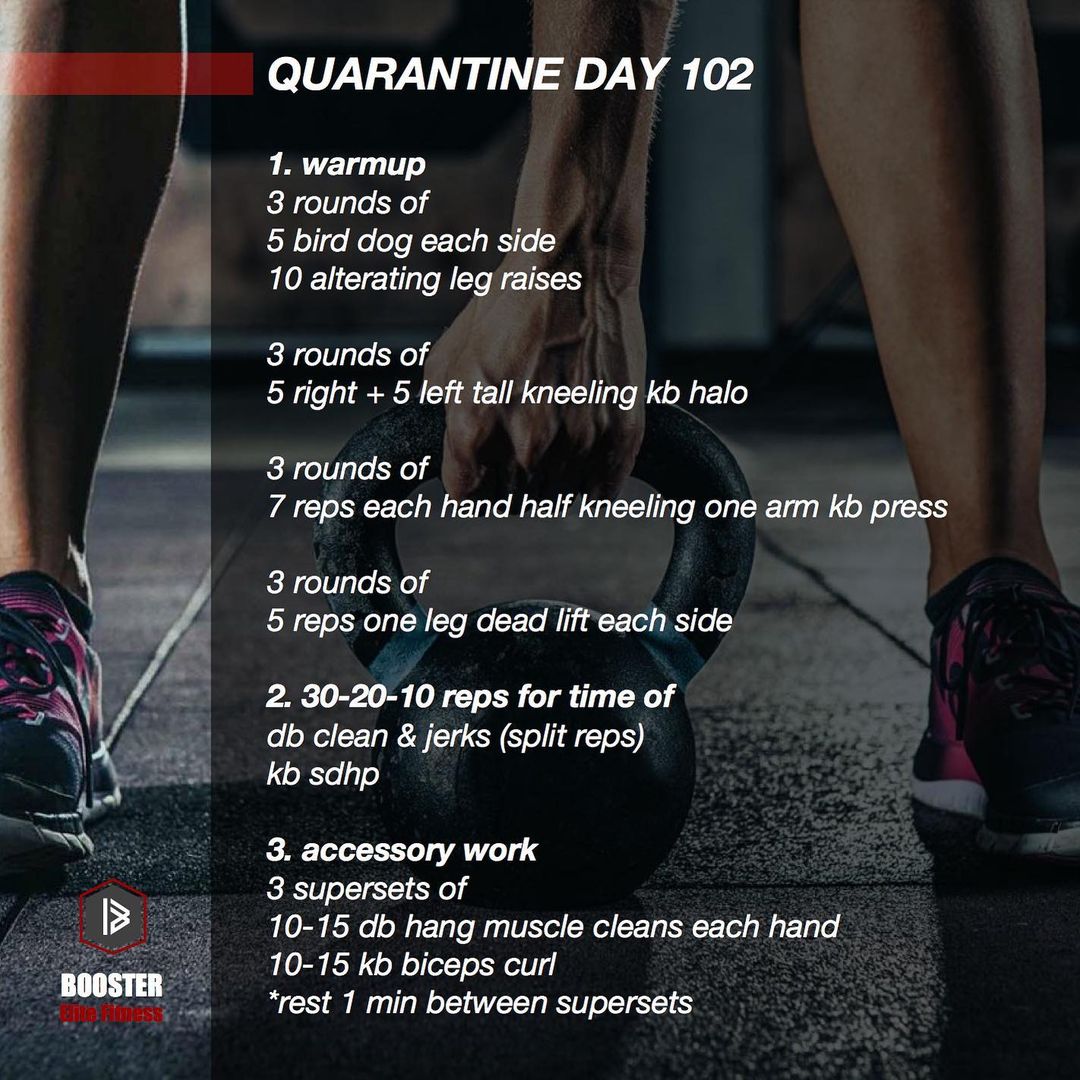 QUARANTINE DAY 102
1. warmup
3 rounds of
5 bird dog each side
10 alterating leg raises
3 rounds of
5 right + 5 left tall kneeling kb halo
3 rounds of
7 reps each hand half kneeling one arm kb press
3 rounds of
5 reps one leg dead lift each side
2. 30-20-10 reps for time of
db clean & jerks (split reps)
kb sdhp
3. accessory work
3 supersets of
10-15 db hang muscle cleans each hand
10-15 kb biceps curl
*rest 1 min between supersets
B
BOOSTER
Elite Fitness